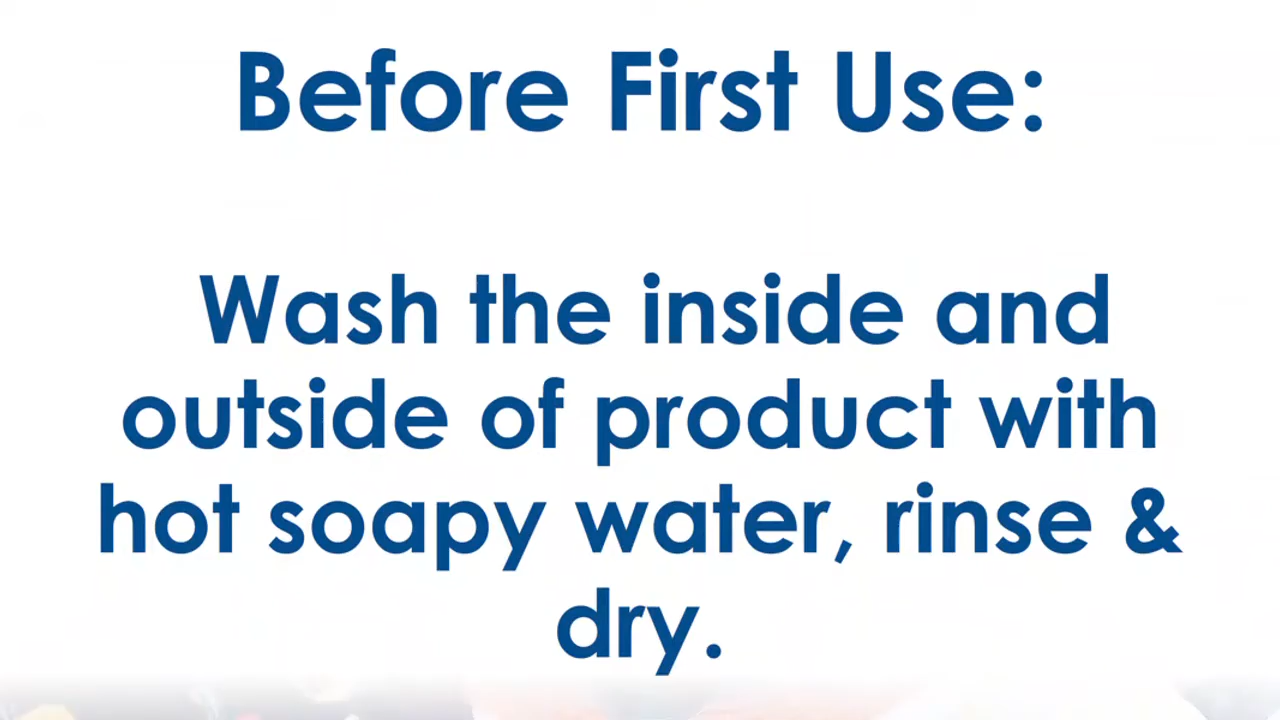 Before First Use:
Wash the inside and
outside of product with
hot soapy water, rinse &
dry.